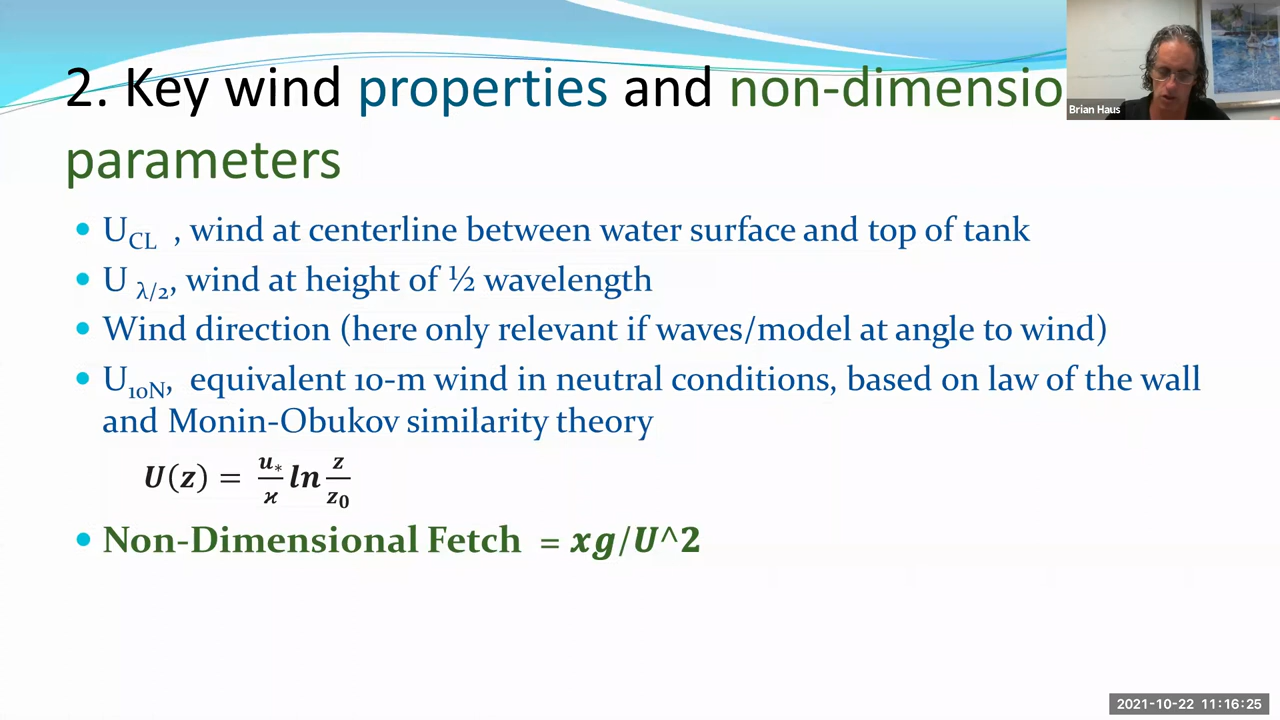 2. Key wind properties and non-dimensio
parameters
Brian Haus
• U_CL , wind at centerline between water surface and top of tank
• U λ/2, wind at height of ½ wavelength
• Wind direction (here only relevant if waves/model at angle to wind)
• U_10N, equivalent 10-m wind in neutral conditions, based on law of the wall
and Monin-Obukov similarity theory
U(z) = u_*/ϰ ln z/z_0
• Non-Dimensional Fetch = xg/U^2
2021-10-22 11:16:25